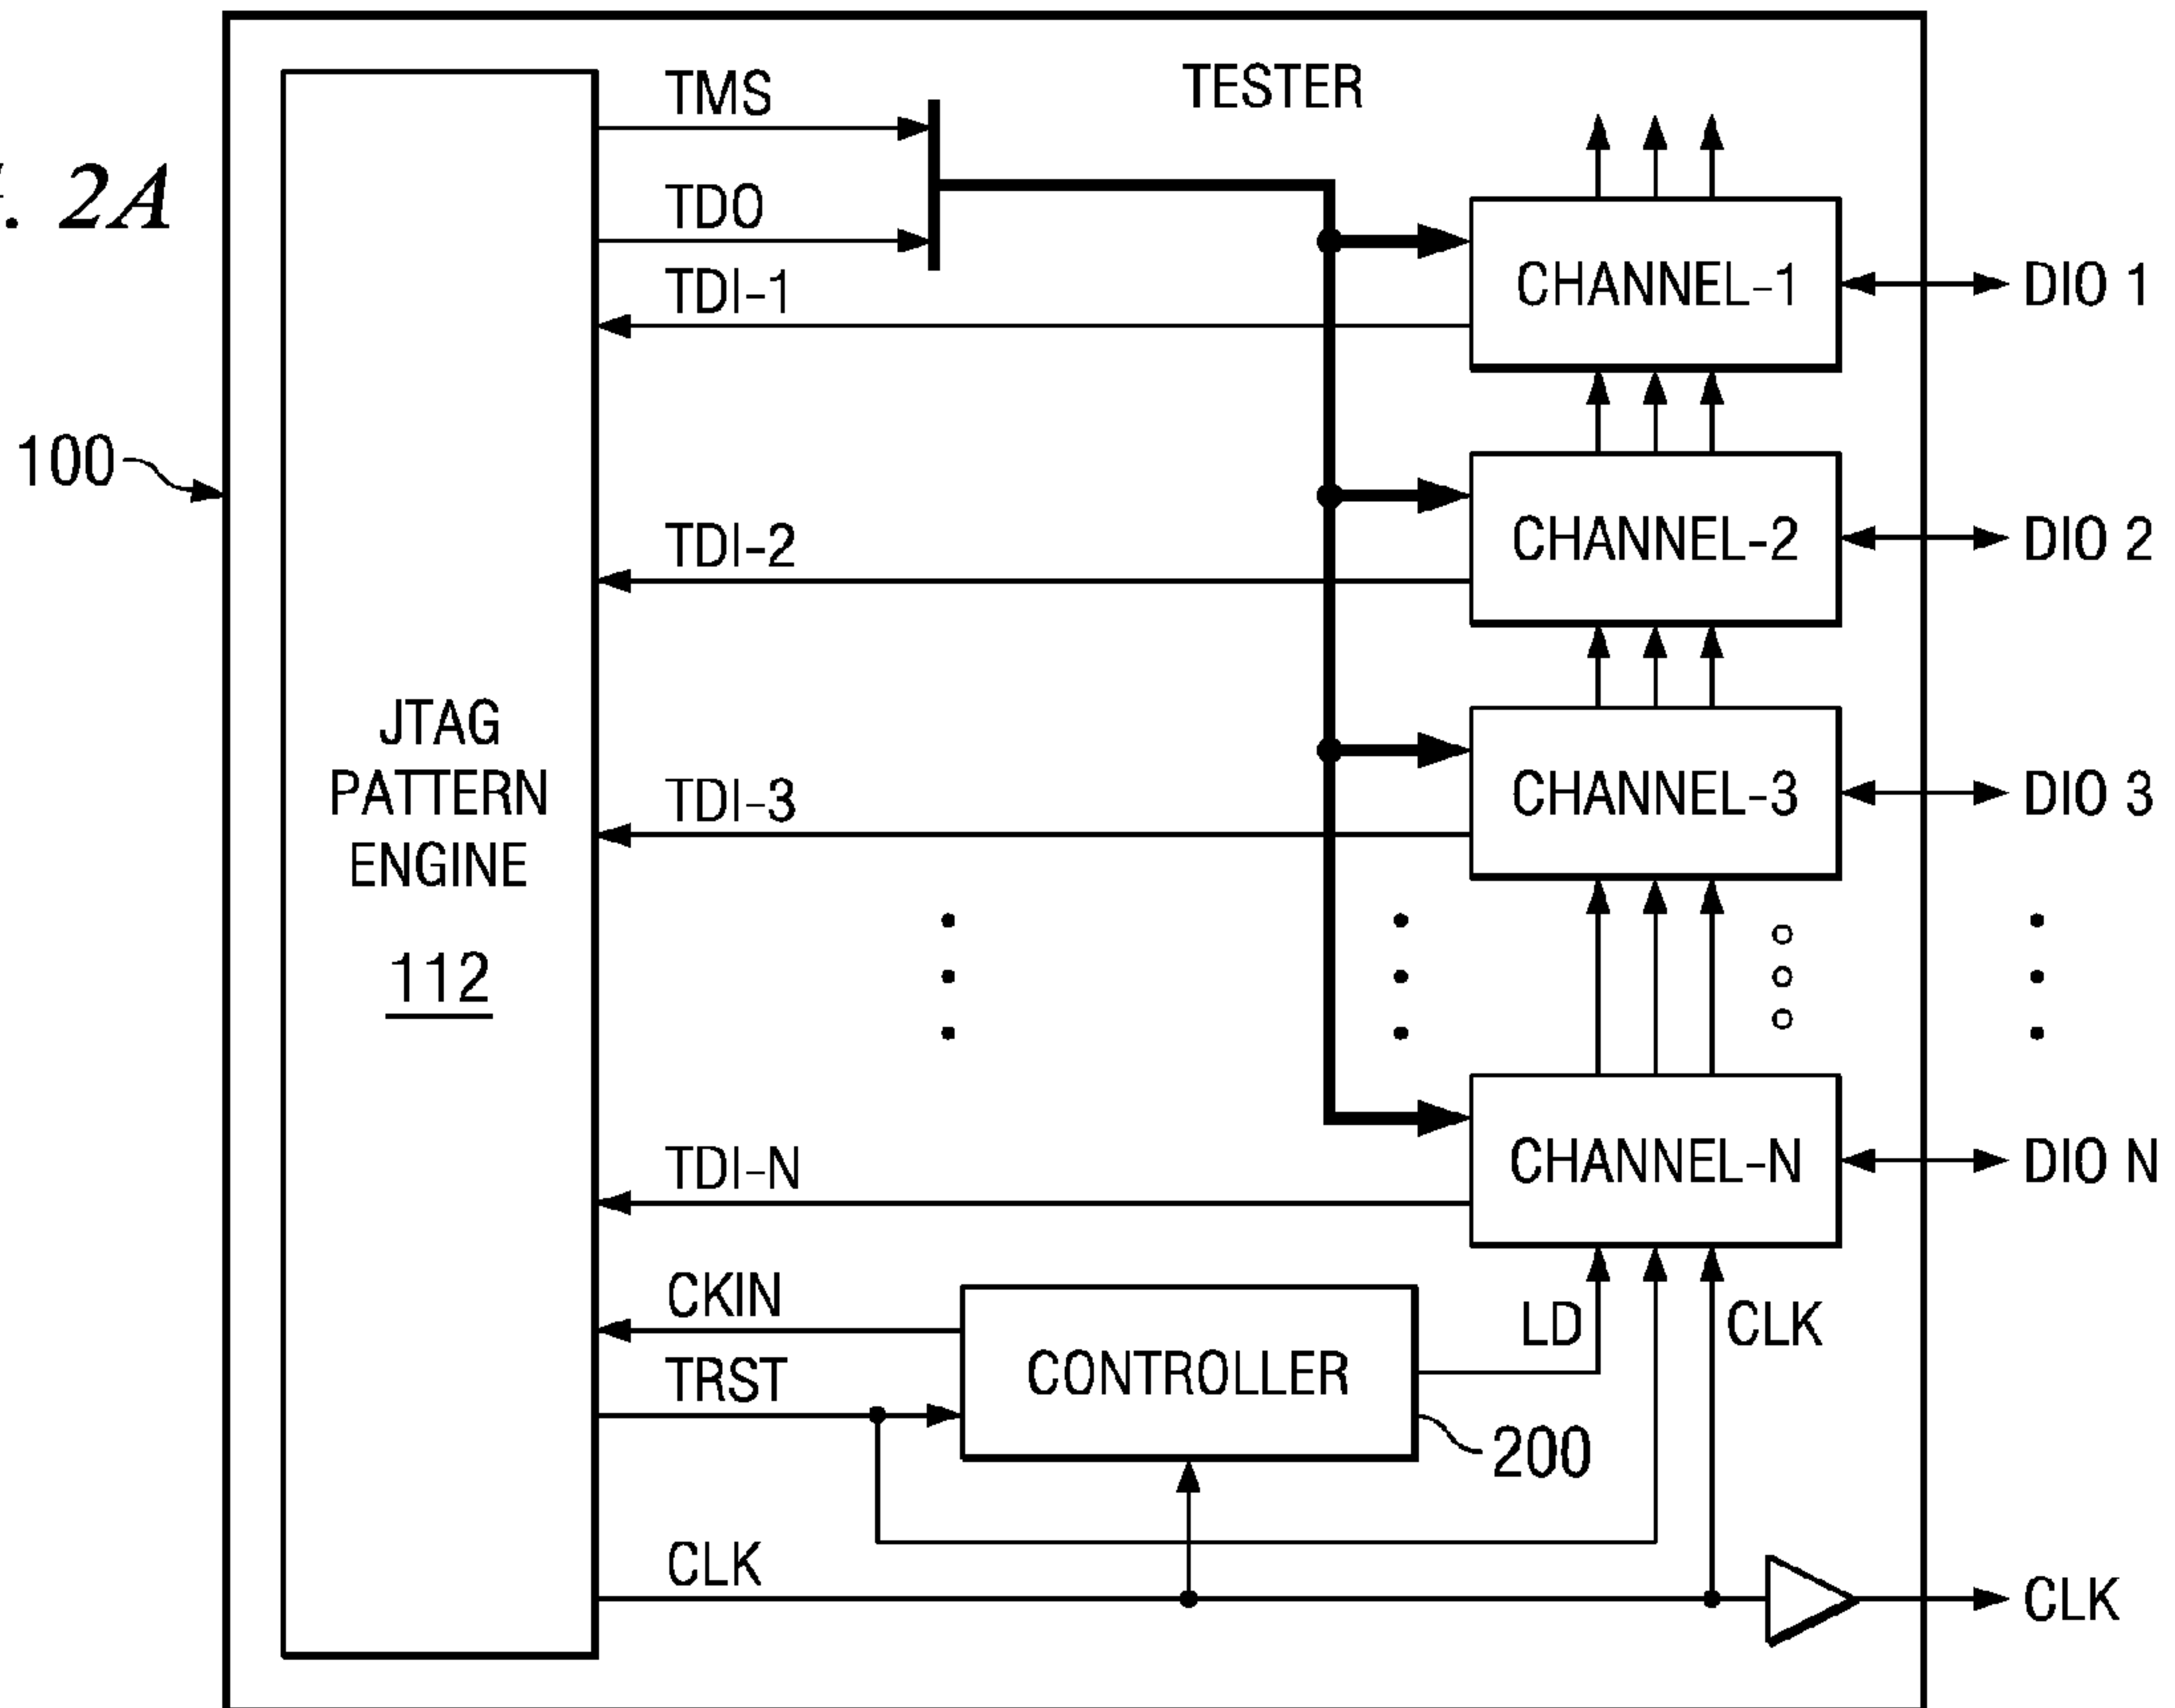 . 2A
TESTER
TMS
TDO
TDI-1
CHANNEL-1
DIO 1
100
TDI-2
CHANNEL-2
DIO 2
JTAG
PATTERN
ENGINE
112
TDI-3
CHANNEL-3
DIO 3
TDI-N
CHANNEL-N
DIO N
CKIN
TRST
CONTROLLER
LD
CLK
200
CLK
CLK